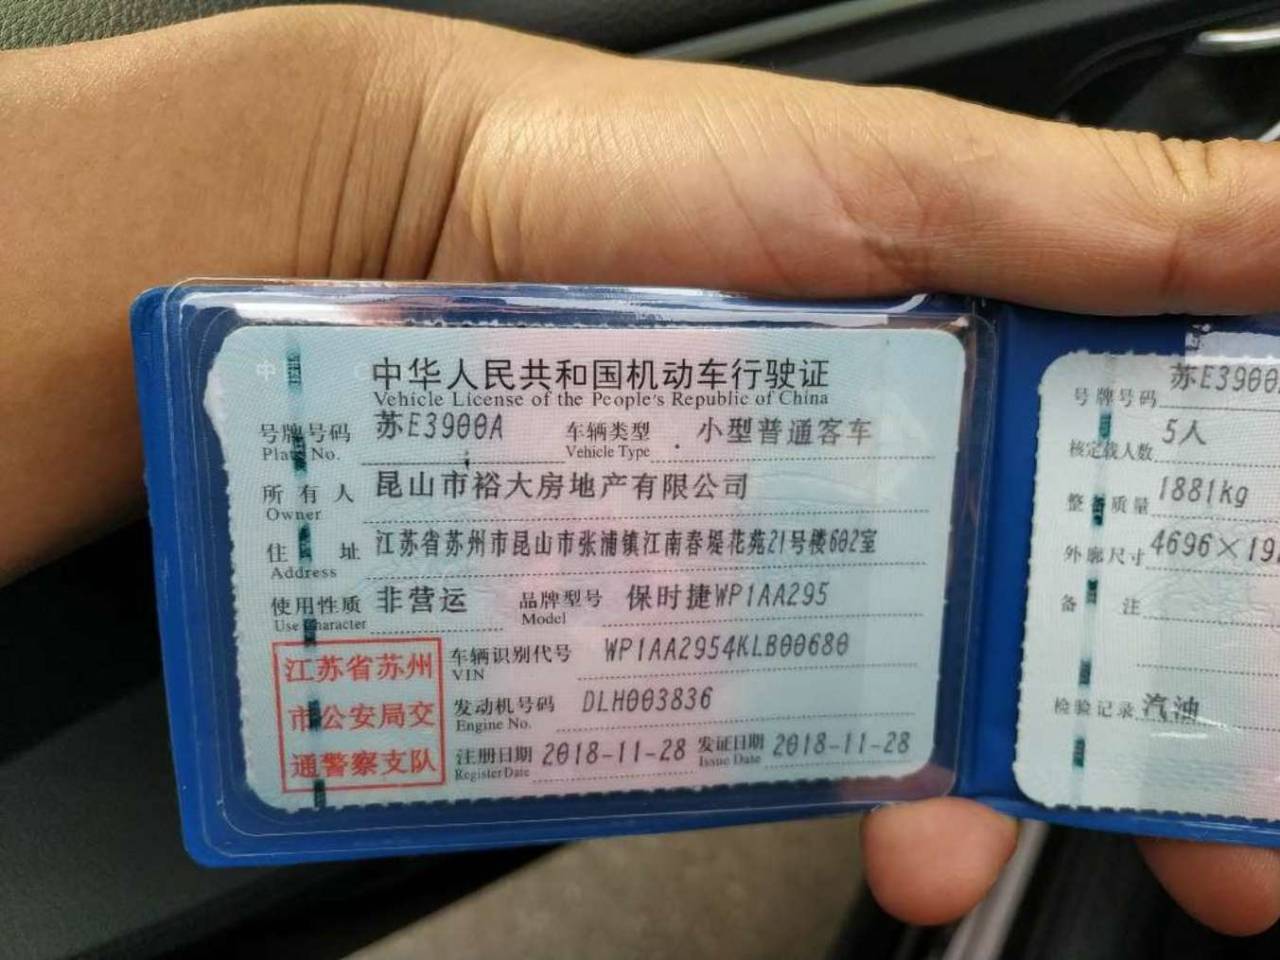 中华人民共和国机动车行驶证
Vehicle License of the People's Republic of China
号牌号码 苏E3900A 车辆类型 小型普通客车
Plate No. Vehicle Type
所有人 昆山市裕大房地产有限公司
Owner
住址 江苏省苏州市昆山市张浦镇江南春堤花苑21号楼602室
Address
使用性质 非营运 品牌型号 保时捷WP1AA295
Use Character Model
车辆识别代号 WP1AA2954KLB00680
VIN
发动机号码 DLH003836
Engine No.
注册日期 2018-11-28 发证日期 2018-11-28
Register Date Issue Date
江苏省苏州
市公安局交
通警察支队
号牌号码 苏E3900
核定载人数 5人
整备质量 1881kg
外廓尺寸 4696×19
备注
检验记录 汽油